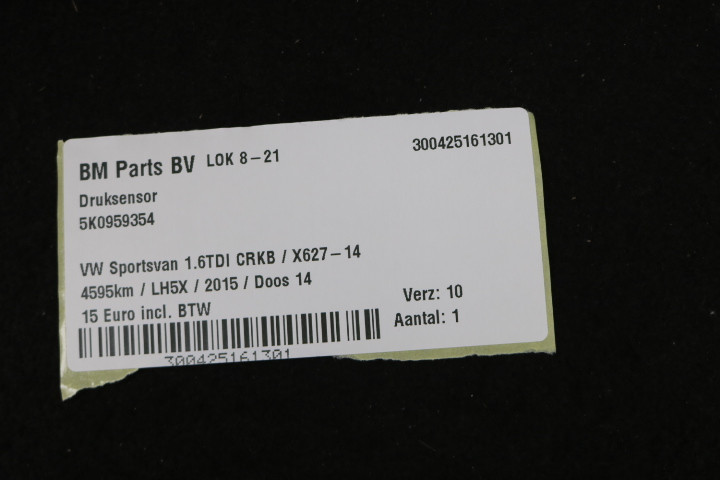 BM Parts BV LOK 8-21 300425161301
Druksensor
5K0959354
VW Sportsvan 1.6TDI CRKB / X627-14
4595km / LH5X / 2015 / Doos 14
15 Euro incl. BTW Verz: 10
Aantal: 1
300425161301